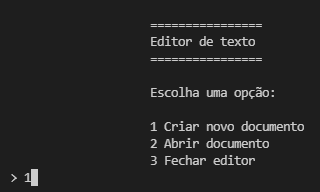 ================
Editor de texto
================
Escolha uma opção:
1 Criar novo documento
2 Abrir documento
3 Fechar editor
> 1